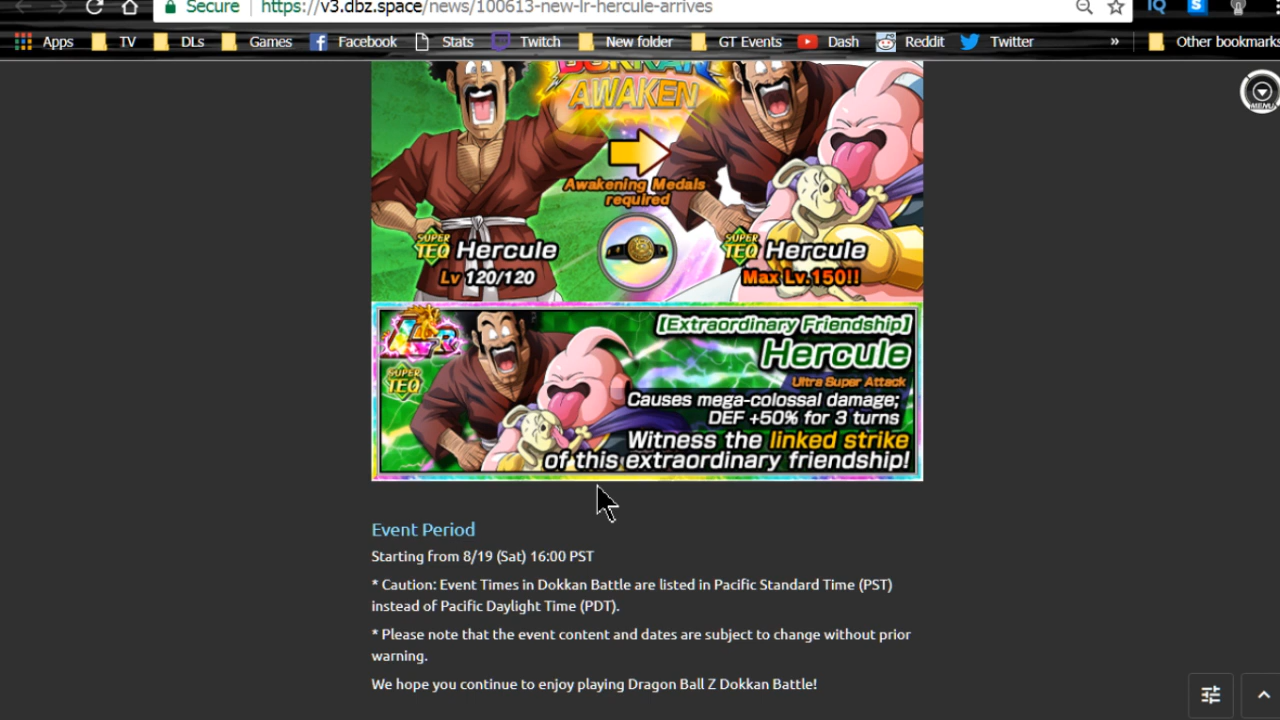 Secure https://v3.dbz.space/news/100613-new-lr-hercule-arrives IQ S
Apps TV DLs Games Facebook Stats Twitch New folder GT Events Dash Reddit Twitter » Other bookmarks
DOKKAN
AWAKEN
MENU
Awakening Medals
required
SUPER TEQ Hercule
Lv 120/120
SUPER TEQ Hercule
Max Lv.150!!
LR
SUPER TEQ
[Extraordinary Friendship]
Hercule
Ultra Super Attack
Causes mega-colossal damage;
DEF +50% for 3 turns
Witness the linked strike
of this extraordinary friendship!
Event Period
Starting from 8/19 (Sat) 16:00 PST
* Caution: Event Times in Dokkan Battle are listed in Pacific Standard Time (PST)
instead of Pacific Daylight Time (PDT).
* Please note that the event content and dates are subject to change without prior
warning.
We hope you continue to enjoy playing Dragon Ball Z Dokkan Battle!